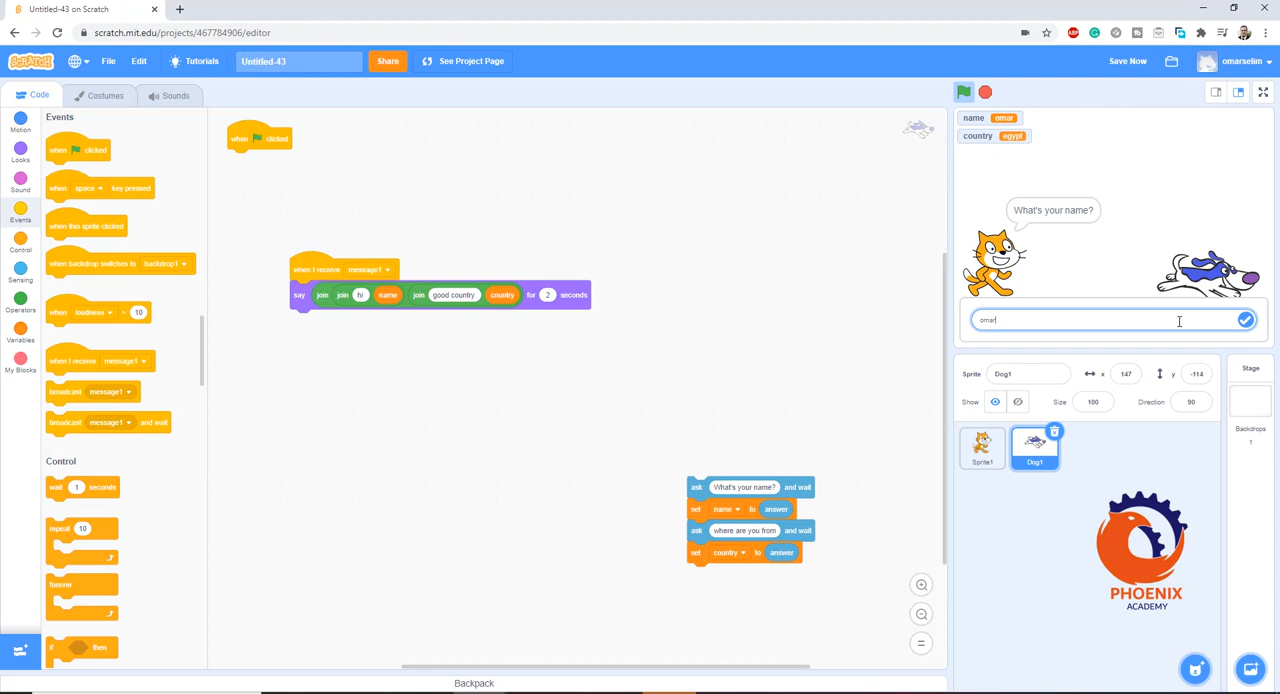 Untitled-43 on Scratch
scratch.mit.edu/projects/467784906/editor
SCRATCH
File
Edit
Tutorials
Untitled-43
Share
See Project Page
Save Now
omarselim
Code
Costumes
Sounds
Motion
Looks
Sound
Events
Control
Sensing
Operators
Variables
My Blocks
Events
when clicked
when space key pressed
when this sprite clicked
when backdrop switches to backdrop1
when loudness > 10
when I receive message1
broadcast message1
broadcast message1 and wait
Control
wait 1 seconds
repeat 10
forever
if then
when clicked
when I receive message1
say join join hi name join good country country for 2 seconds
ask What's your name? and wait
set name to answer
ask where are you from and wait
set country to answer
name omar
country egypt
What's your name?
omar
Sprite Dog1 x 147 y -114
Show Size 100 Direction 90
Sprite1
Dog1
Stage
Backdrops
1
PHOENIX
ACADEMY
Backpack